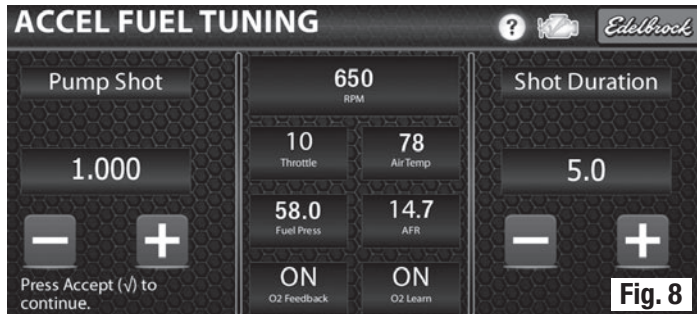 ACCEL FUEL TUNING
?
Edelbrock
Pump Shot
1.000
− +
Press Accept (√) to
continue.
650
RPM
10 78
Throttle AirTemp
58.0 14.7
Fuel Press AFR
ON ON
O2 Feedback O2 Learn
Shot Duration
5.0
− +
Fig. 8